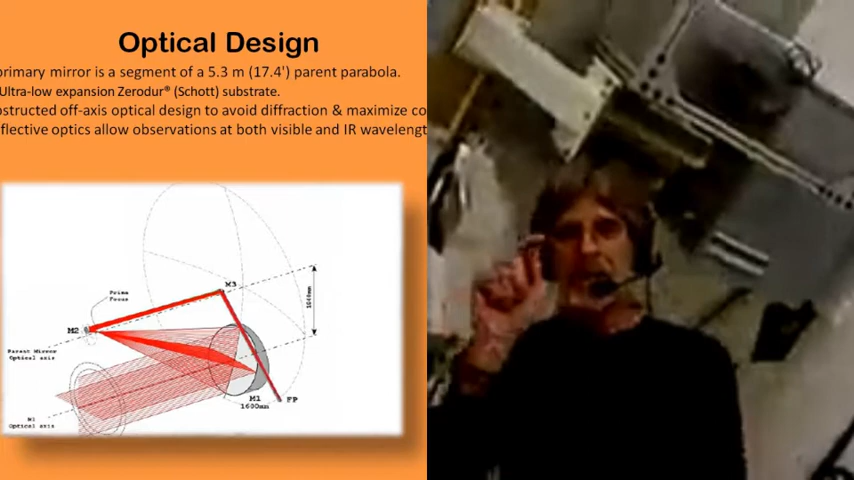 Optical Design
primary mirror is a segment of a 5.3 m (17.4') parent parabola.
Ultra-low expansion Zerodur® (Schott) substrate.
bstructed off-axis optical design to avoid diffraction & maximize co
flective optics allow observations at both visible and IR wavelengt
Prime
Focus
M3
M2
1840mm
Parent Mirror
Optical axis
M1
1600mm
FP
M1
Optical axis